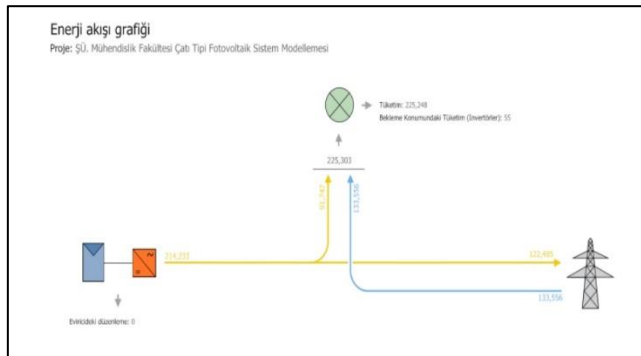 Enerji akışı grafiği
Proje: ŞÜ. Mühendislik Fakültesi Çatı Tipi Fotovoltaik Sistem Modellemesi
Tüketim: 225,248
Bekleme Konumundaki Tüketim (İnvertörler): 55
225,303
91,747
133,556
214,233
122,485
133,556
Eviricideki düzenleme: 0